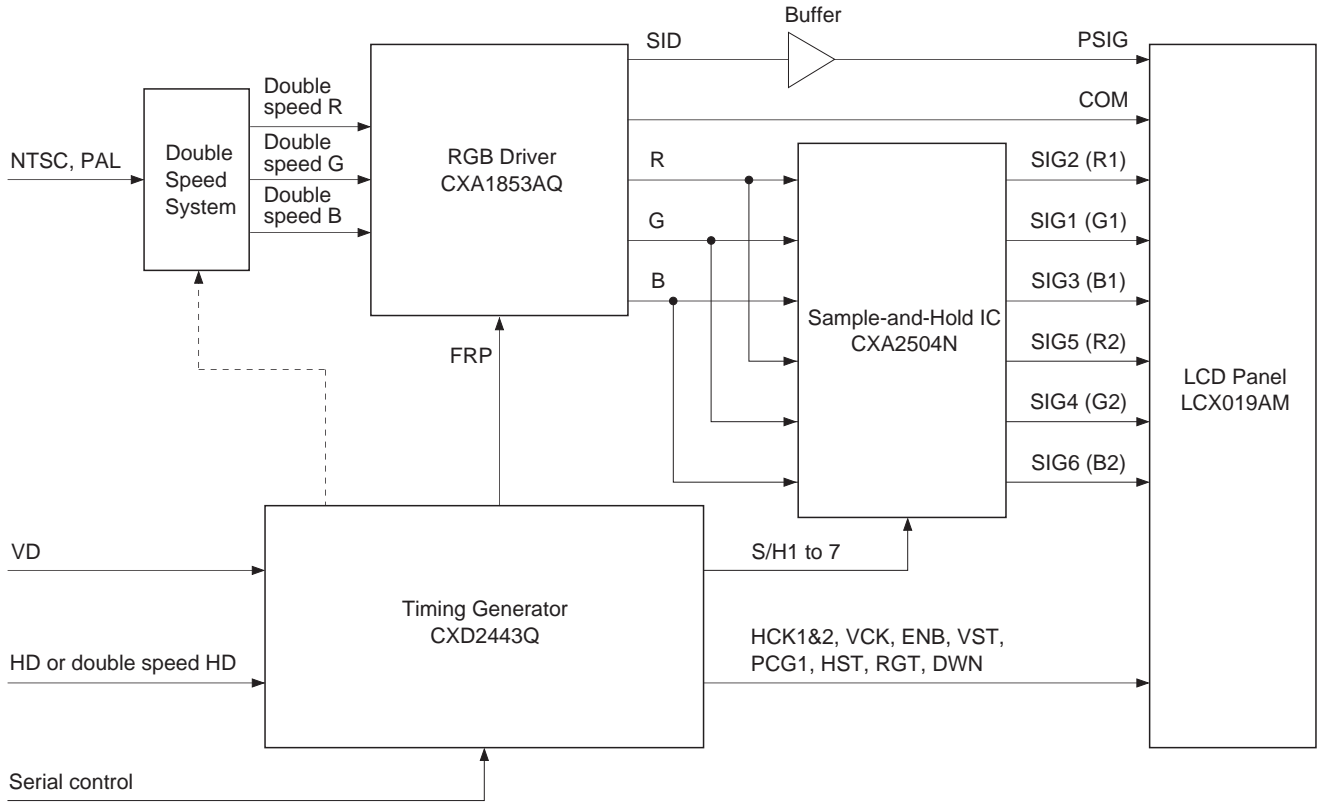 Buffer
SID
PSIG
COM
Double
speed R
Double
speed G
Double
speed B
NTSC, PAL
Double
Speed
System
RGB Driver
CXA1853AQ
R
G
B
SIG2 (R1)
SIG1 (G1)
SIG3 (B1)
SIG5 (R2)
SIG4 (G2)
SIG6 (B2)
Sample-and-Hold IC
CXA2504N
LCD Panel
LCX019AM
FRP
VD
S/H1 to 7
Timing Generator
CXD2443Q
HD or double speed HD
HCK1&2, VCK, ENB, VST,
PCG1, HST, RGT, DWN
Serial control